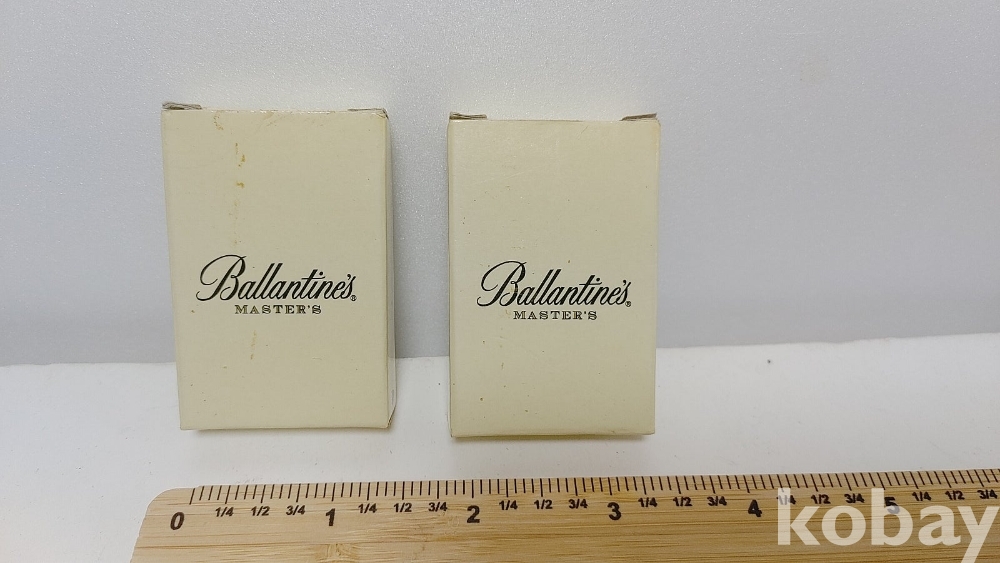 Ballantine's®
MASTER'S
Ballantine's®
MASTER'S
0 1/4 1/2 3/4 1 1/4 1/2 3/4 2 1/4 1/2 3/4 3 1/4 1/2 3/4 4 1/4 1/2 3/4 5 1/4 1/2 3/4
kobay